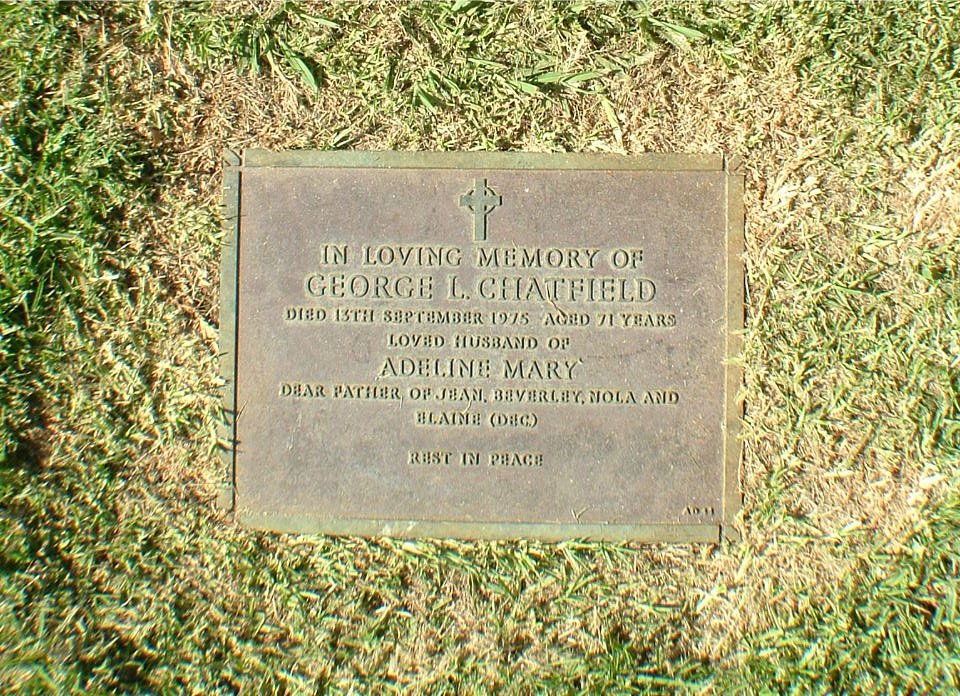 IN LOVING MEMORY OF
GEORGE L. CHATFIELD
DIED 13TH SEPTEMBER 1975 AGED 71 YEARS
LOVED HUSBAND OF
ADELINE MARY
DEAR FATHER OF JEAN, BEVERLEY, NOLA AND
ELAINE (DEC)
REST IN PEACE